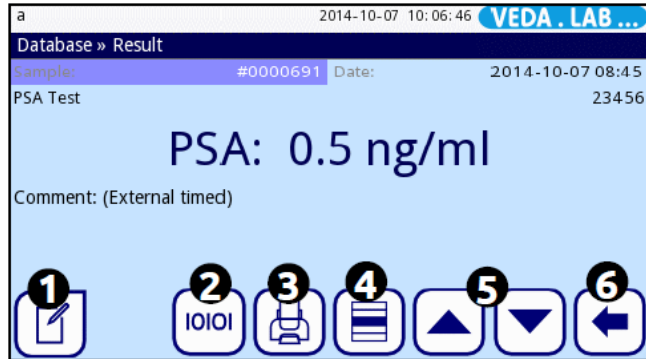 a 2014-10-07 10:06:46 VEDA.LAB...
Database » Result
Sample: #0000691 Date: 2014-10-07 08:45
PSA Test 23456
PSA: 0.5 ng/ml
Comment: (External timed)
1 2 3 4 5 6
IOIOI